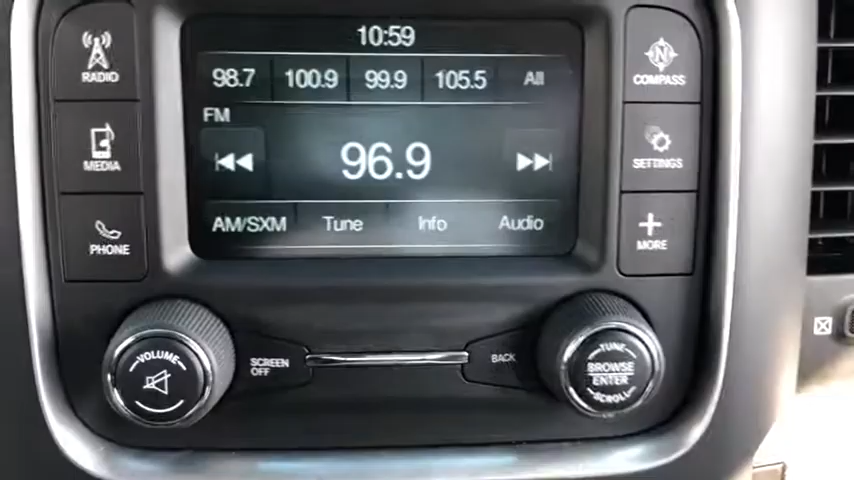 10:59
98.7 100.9 99.9 105.5 All
FM
96.9
AM/SXM Tune Info Audio
RADIO
MEDIA
PHONE
N
COMPASS
SETTINGS
MORE
VOLUME
SCREEN
OFF
BACK
TUNE
BROWSE
ENTER
SCROLL